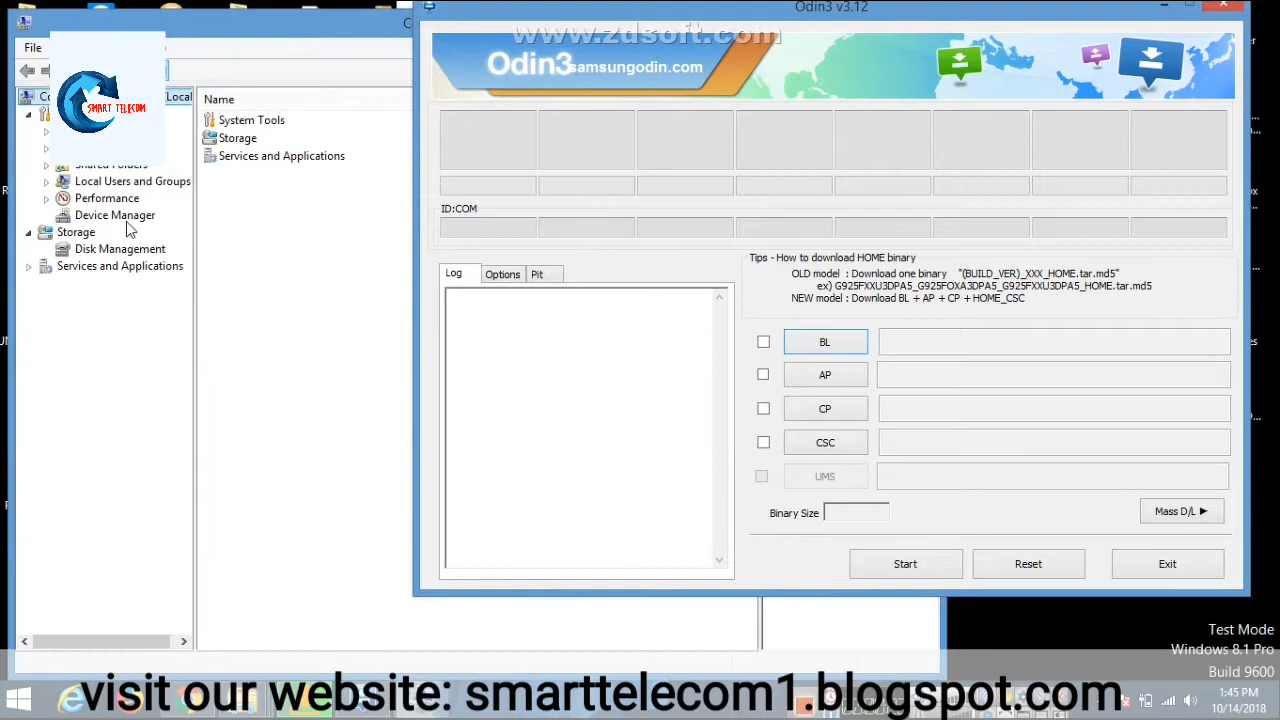 Odin3 v3.12
www.zdsoft.com
File
Odin3 samsungodin.com
SMART TELECOM
Local
Shared Folders
Local Users and Groups
Performance
Device Manager
Storage
Disk Management
Services and Applications
Name
System Tools
Storage
Services and Applications
ID:COM
Log
Options
Pit
Tips - How to download HOME binary
OLD model : Download one binary "(BUILD_VER)_XXX_HOME.tar.md5"
ex) G925FXXU3DPA5_G925FOXA3DPA5_G925FXXU3DPA5_HOME.tar.md5
NEW model : Download BL + AP + CP + HOME_CSC
BL
AP
CP
CSC
UMS
Binary Size
Mass D/L ▶
Start
Reset
Exit
Test Mode
Windows 8.1 Pro
Build 9600
visit our website: smarttelecom1.blogspot.com
1:45 PM
10/14/2018